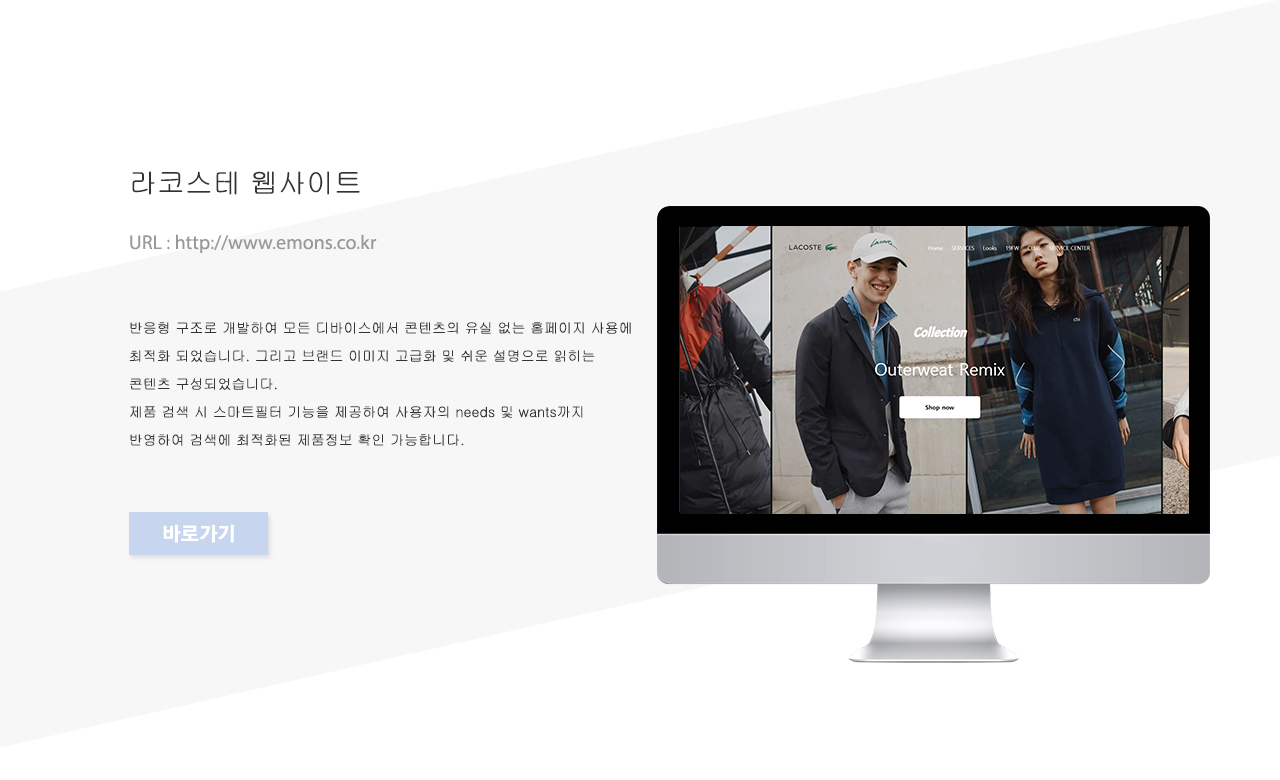 라코스테 웹사이트
URL : http://www.emons.co.kr
반응형 구조로 개발하여 모든 디바이스에서 콘텐츠의 유실 없는 홈페이지 사용에
최적화 되었습니다. 그리고 브랜드 이미지 고급화 및 쉬운 설명으로 읽히는
콘텐츠 구성되었습니다.
제품 검색 시 스마트필터 기능을 제공하여 사용자의 needs 및 wants까지
반영하여 검색에 최적화된 제품정보 확인 가능합니다.
바로가기
LACOSTE Home SERVICES Looks 19FW SERVICE CENTER
Lacoste
Collection
Outerweat Remix
Shop now